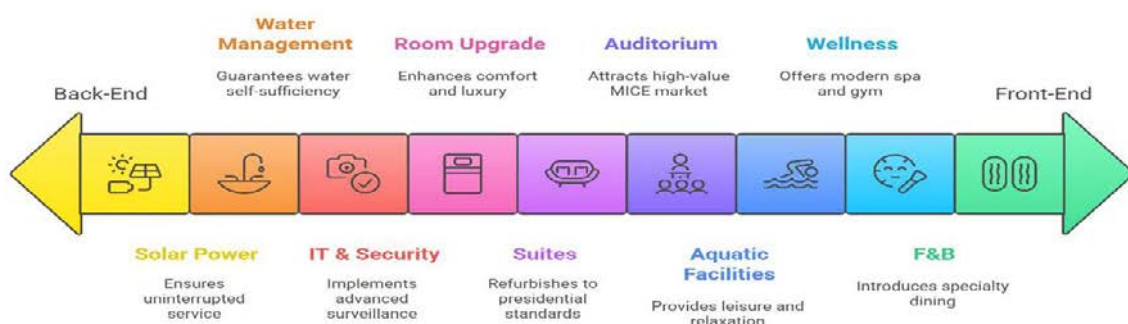 Water
Management
Guarantees water
self-sufficiency
Room Upgrade
Enhances comfort
and luxury
Auditorium
Attracts high-value
MICE market
Wellness
Offers modern spa
and gym
Back-End
Front-End
Solar Power
Ensures
uninterrupted
service
IT & Security
Implements
advanced
surveillance
Suites
Refurbishes to
presidential
standards
Aquatic
Facilities
Provides leisure and
relaxation
F&B
Introduces specialty
dining